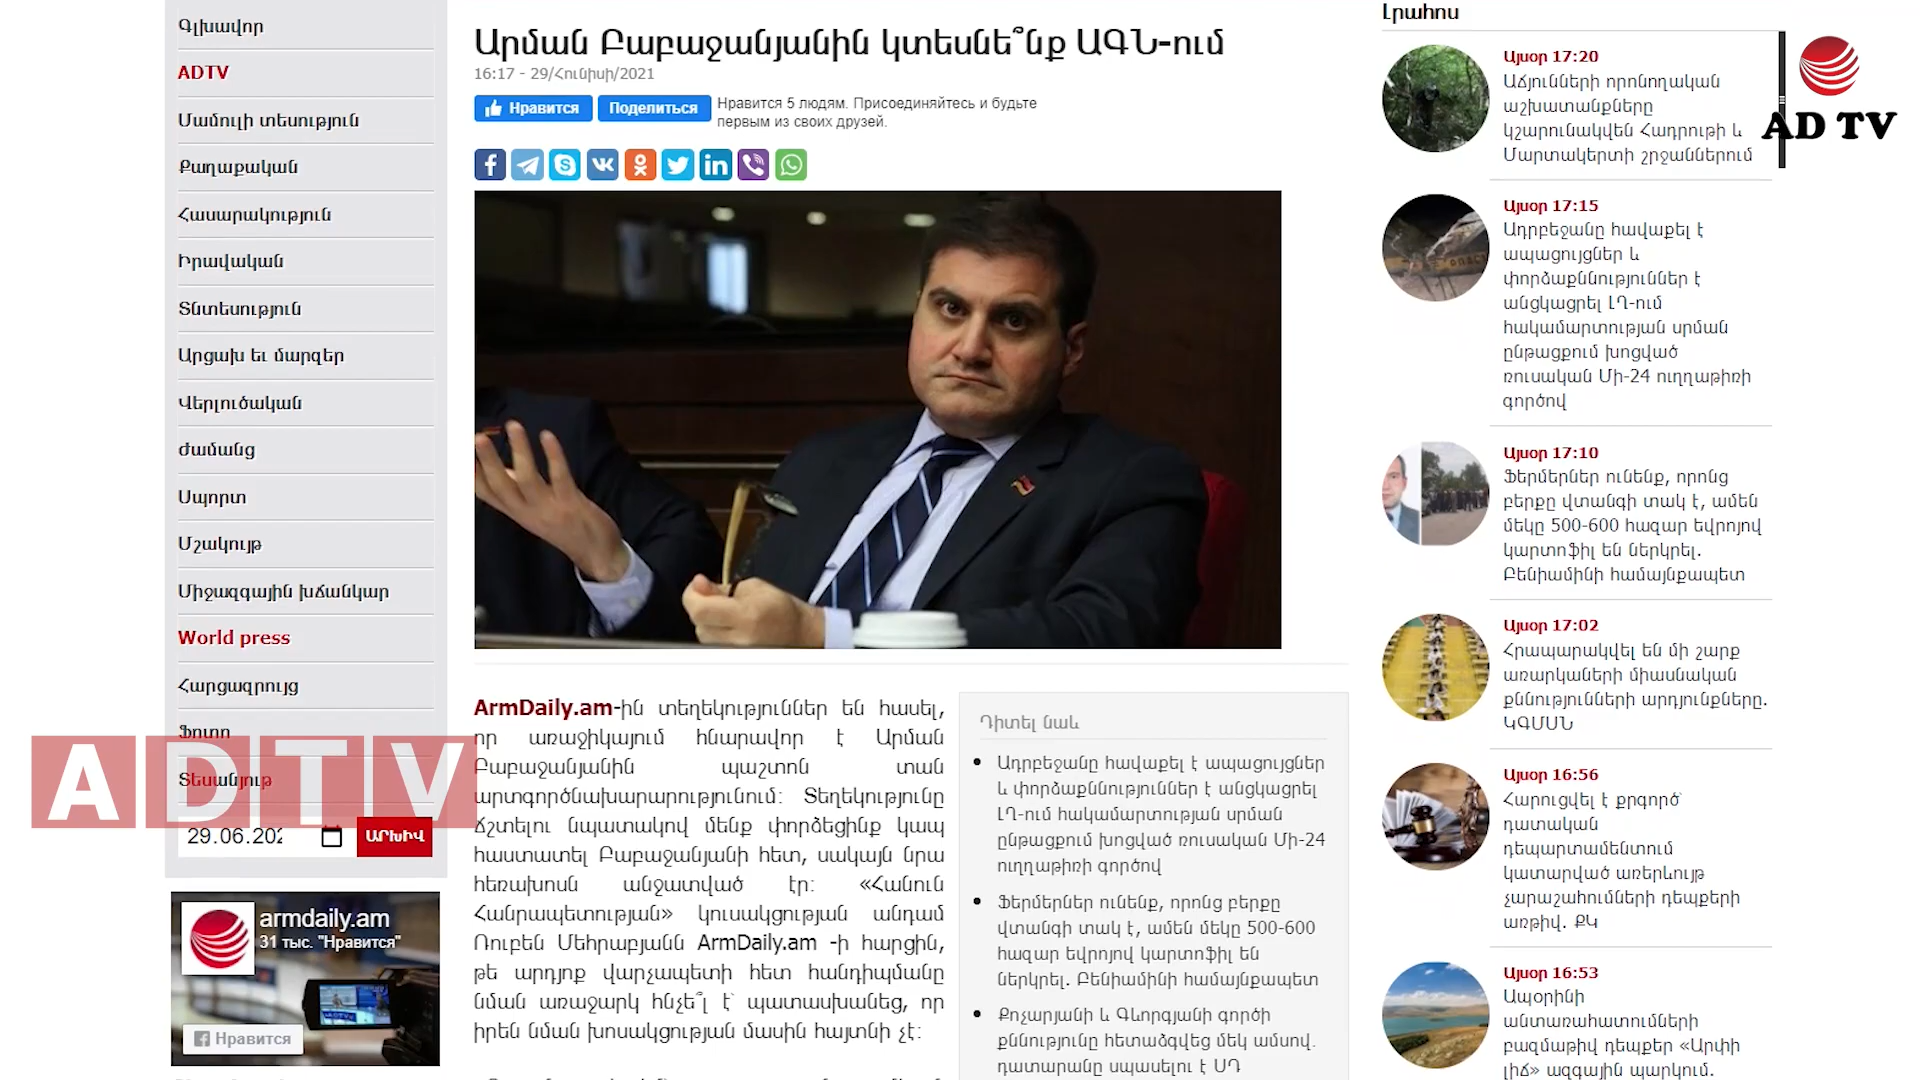 Գլխավոր
ADTV
Մամուլի տեսություն
Քաղաքական
Հասարակություն
Իրավական
Տնտեսություն
Արցախ եւ մարզեր
Վերլուծական
Ժամանց
Սպորտ
Մշակույթ
Միջազգային խճանկար
World press
Հարցազրույց
Ֆոտո
Տեսանյութ
ADTV
29.06.202
ԱՐԽԻՎ
armdaily.am
31 тыс. "Нравится"
Нравится
Արման Բաբաջանյանին կտեսնե՞նք ԱԳՆ-ում
16:17 - 29/Հունիսի/2021
Нравится
Поделиться
Нравится 5 людям. Присоединяйтесь и будьте
первым из своих друзей.
ArmDaily.am-ին տեղեկություններ են հասել,
որ առաջիկայում հնարավոր է Արման
Բաբաջանյանին պաշտոն տան
արտգործնախարարությունում: Տեղեկությունը
ճշտելու նպատակով մենք փորձեցինք կապ
հաստատել Բաբաջանյանի հետ, սակայն նրա
հեռախոսն անջատված էր: «Հանուն
Հանրապետության» կուսակցության անդամ
Ռուբեն Մեհրաբյանն ArmDaily.am -ի հարցին,
թե արդյոք վարչապետի հետ հանդիպմանը
նման առաջարկ հնչե՞լ է՝ պատասխանեց, որ
իրեն նման խոսակցության մասին հայտնի չէ:
Դիտել նաև
• Ադրբեջանը հավաքել է ապացույցներ
և փորձաքննություններ է անցկացրել
ԼՂ-ում հակամարտության սրման
ընթացքում խոցված ռուսական Մի-24
ուղղաթիռի գործով
• Ֆերմերներ ունենք, որոնց բերքը
վտանգի տակ է, ամեն մեկը 500-600
հազար եվրոյով կարտոֆիլ են
ներկրել. Բենիամինի համայնքապետ
• Քոչարյանի և Գևորգյանի գործի
քննությունը հետաձգվեց մեկ ամսով.
դատարանը սպասելու է ՍԴ
Լրահոս
Այսօր 17:20
Աճյունների որոնողական
աշխատանքները
կշարունակվեն Հադրութի և
Մարտակերտի շրջաններում
Այսօր 17:15
Ադրբեջանը հավաքել է
ապացույցներ և
փորձաքննություններ է
անցկացրել ԼՂ-ում
հակամարտության սրման
ընթացքում խոցված
ռուսական Մի-24 ուղղաթիռի
գործով
Այսօր 17:10
Ֆերմերներ ունենք, որոնց
բերքը վտանգի տակ է, ամեն
մեկը 500-600 հազար եվրոյով
կարտոֆիլ են ներկրել.
Բենիամինի համայնքապետ
Այսօր 17:02
Հրապարակվել են մի շարք
առարկաների միասնական
քննությունների արդյունքները.
ԿԳՄՍՆ
Այսօր 16:56
Հարուցվել է քրգործ՝
դատական
դեպարտամենտում
կատարված առերևույթ
չարաշահումների դեպքերի
առթիվ. ՔԿ
Այսօր 16:53
Ապօրինի
անտառահատումների
բազմաթիվ դեպքեր «Արփի
լիճ» ազգային պարկում.
AD TV